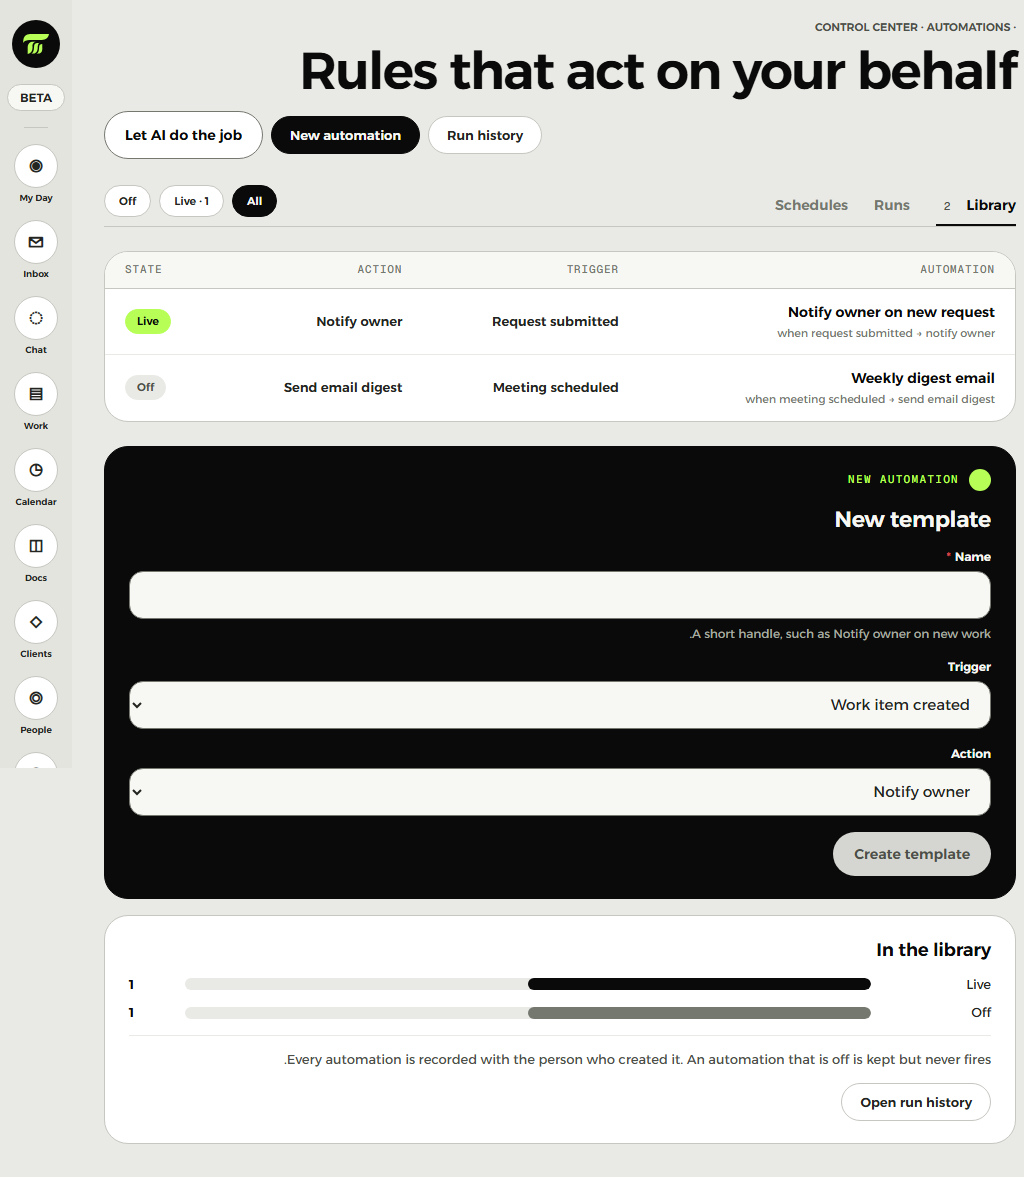 BETA
My Day
Inbox
Chat
Work
Calendar
Docs
Clients
People
CONTROL CENTER · AUTOMATIONS ·
Rules that act on your behalf
Let AI do the job
New automation
Run history
Off
Live · 1
All
Schedules
Runs
2 Library
STATE ACTION TRIGGER AUTOMATION
Live Notify owner Request submitted Notify owner on new request
when request submitted → notify owner
Off Send email digest Meeting scheduled Weekly digest email
when meeting scheduled → send email digest
NEW AUTOMATION
New template
* Name
.A short handle, such as Notify owner on new work
Trigger
Work item created
Action
Notify owner
Create template
In the library
1 Live
1 Off
.Every automation is recorded with the person who created it. An automation that is off is kept but never fires
Open run history